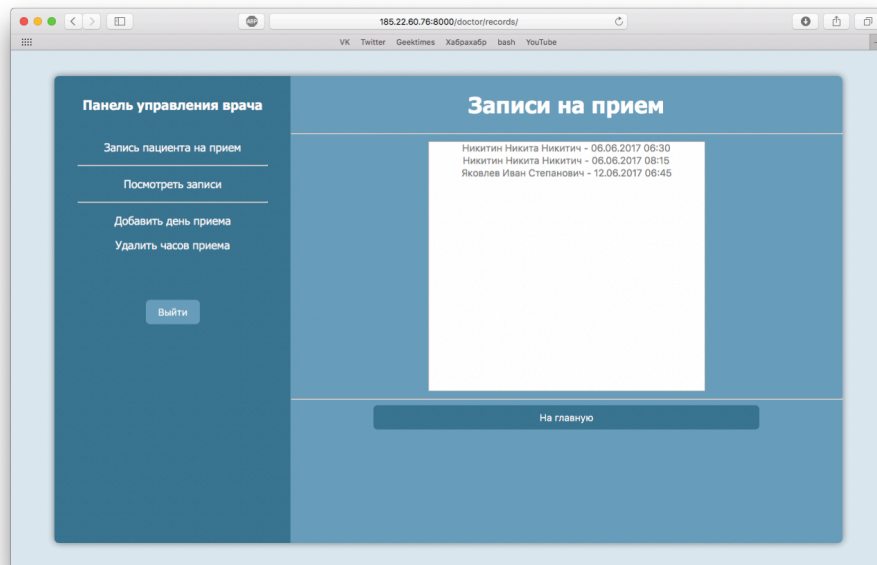 185.22.60.76:8000/doctor/records/
ABP
VK Twitter Geektimes Хабрахабр bash YouTube
Панель управления врача
Запись пациента на прием
Посмотреть записи
Добавить день приема
Удалить часов приема
Выйти
Записи на прием
Никитин Никита Никитич - 06.06.2017 06:30
Никитин Никита Никитич - 06.06.2017 08:15
Яковлев Иван Степанович - 12.06.2017 06:45
На главную